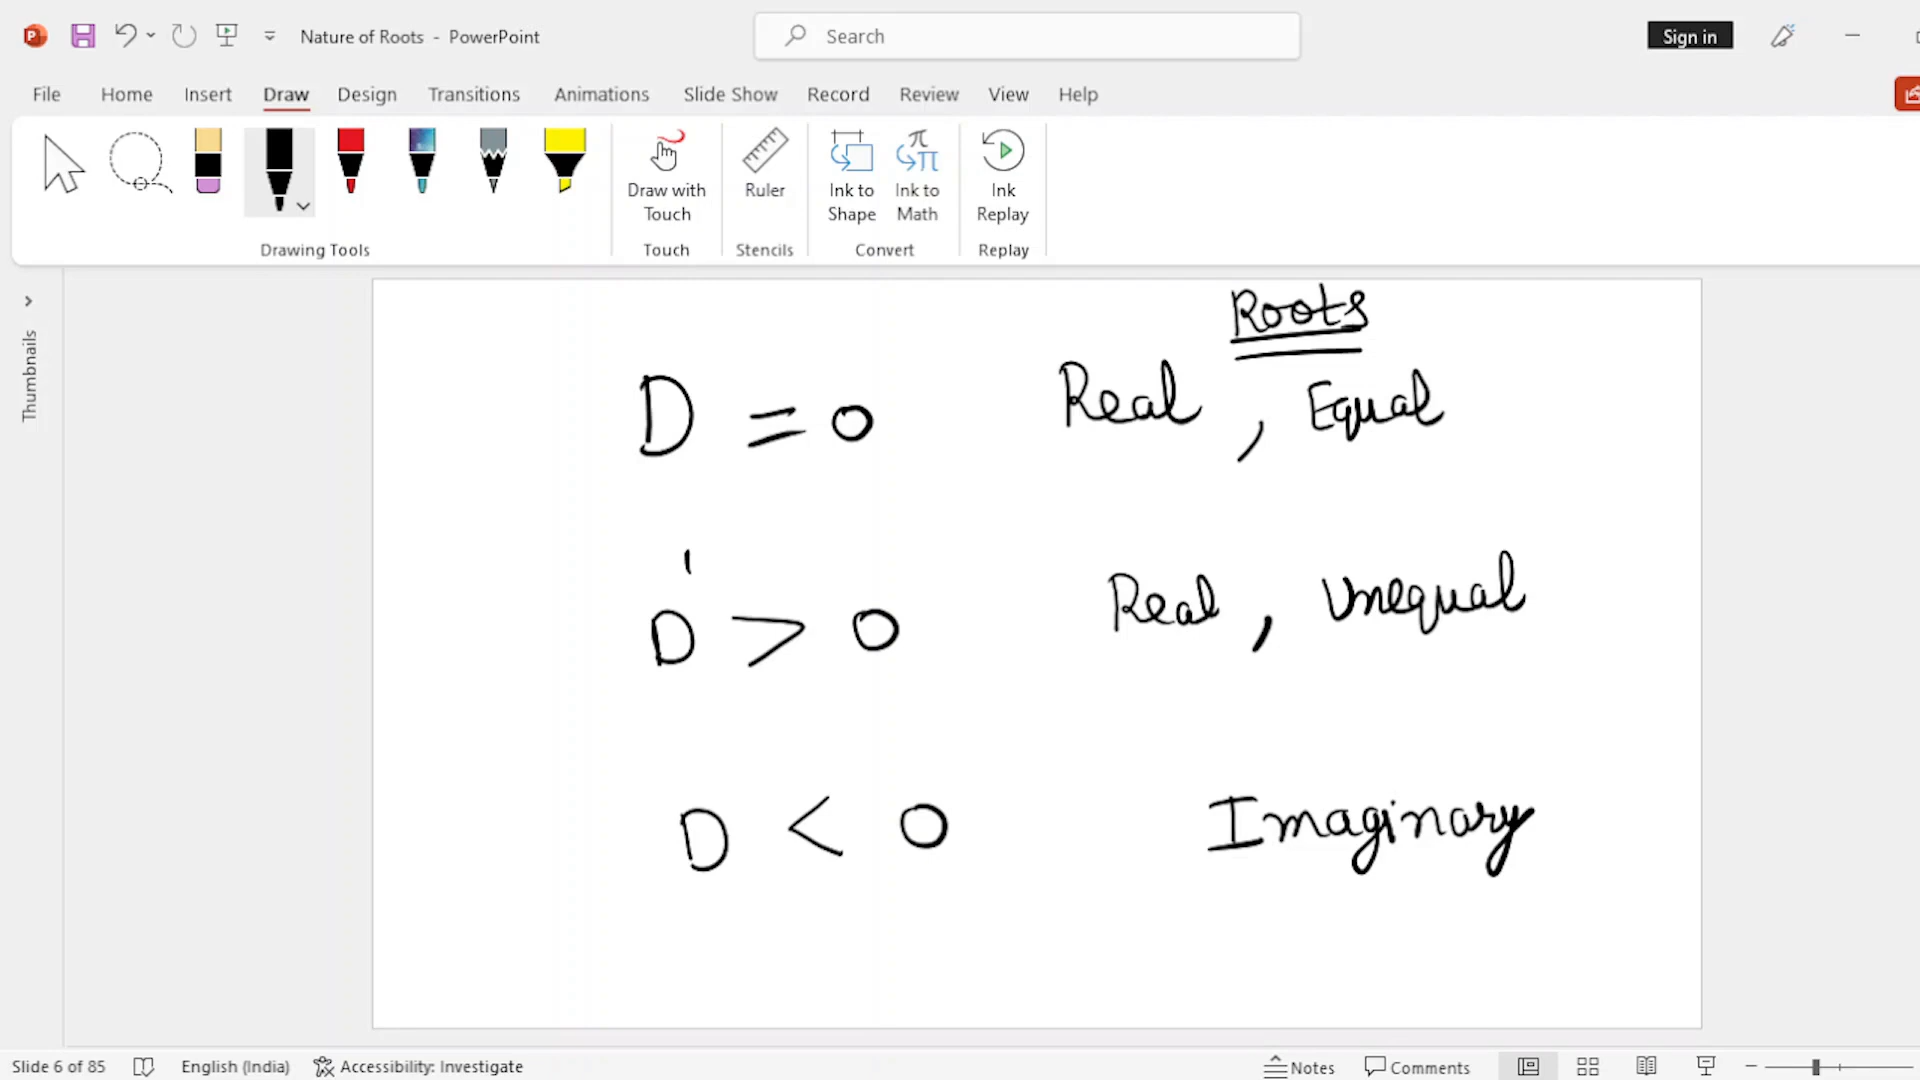 Nature of Roots - PowerPoint
Search
Sign in
File Home Insert Draw Design Transitions Animations Slide Show Record Review View Help
Draw with Touch
Ruler
Ink to Shape
Ink to Math
Ink Replay
Drawing Tools Touch Stencils Convert Replay
Thumbnails
Roots
D = 0 Real , Equal
D > 0 Real , Unequal
D < 0 Imaginary
Slide 6 of 85 English (India) Accessibility: Investigate Notes Comments